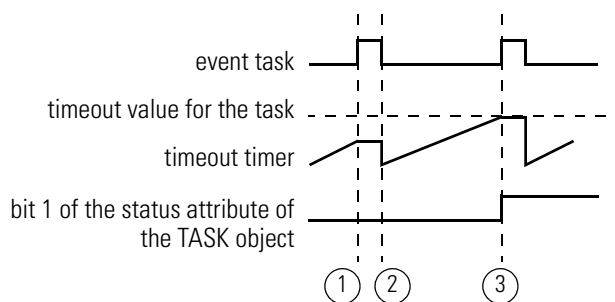 event task
timeout value for the task
timeout timer
bit 1 of the status attribute of
the TASK object
1 2 3